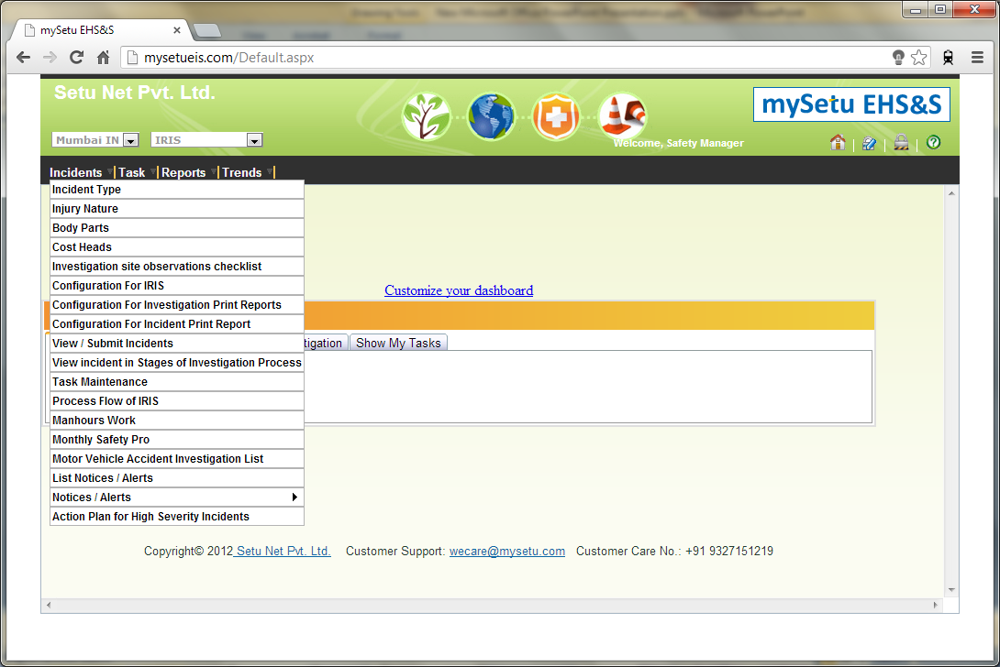 mySetu EHS&S
mysetueis.com/Default.aspx
Setu Net Pvt. Ltd.
mySetu EHS&S
Mumbai IN
IRIS
Welcome, Safety Manager
Incidents
Task
Reports
Trends
Incident Type
Injury Nature
Body Parts
Cost Heads
Investigation site observations checklist
Configuration For IRIS
Customize your dashboard
Configuration For Investigation Print Reports
Configuration For Incident Print Report
View / Submit Incidents
tigation
Show My Tasks
View incident in Stages of Investigation Process
Task Maintenance
Process Flow of IRIS
Manhours Work
Monthly Safety Pro
Motor Vehicle Accident Investigation List
List Notices / Alerts
Notices / Alerts
Action Plan for High Severity Incidents
Copyright© 2012 Setu Net Pvt. Ltd. Customer Support: wecare@mysetu.com Customer Care No.: +91 9327151219